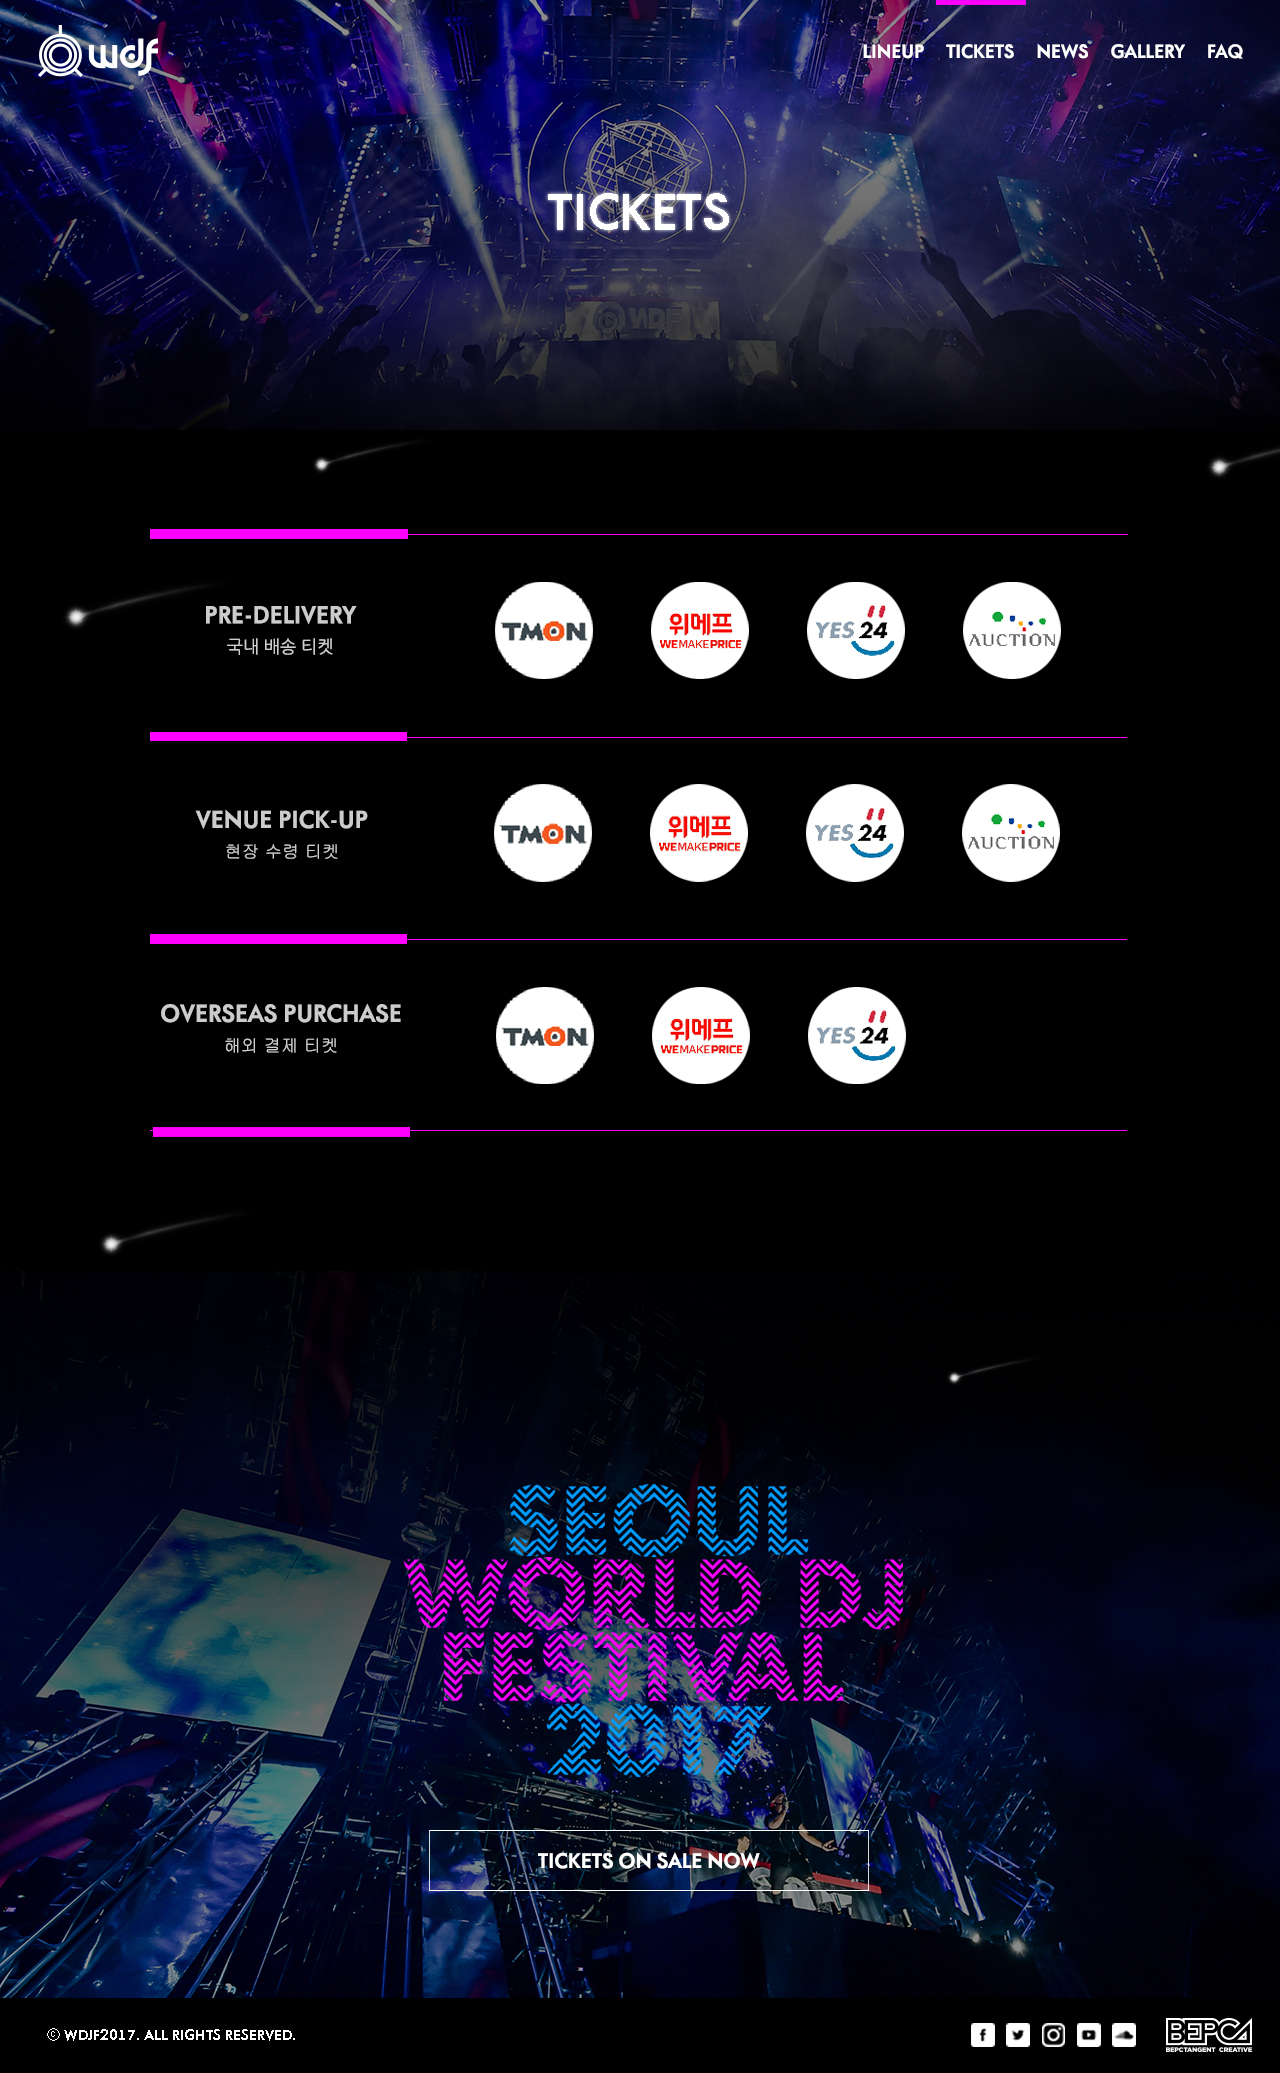 wdf
LINEUP TICKETS NEWS GALLERY FAQ
TICKETS
WDF
PRE-DELIVERY
국내 배송 티켓
TMON
위메프
WEMAKEPRICE
YES 24
AUCTION
VENUE PICK-UP
현장 수령 티켓
TMON
위메프
WEMAKEPRICE
YES 24
AUCTION
OVERSEAS PURCHASE
해외 결제 티켓
TMON
위메프
WEMAKEPRICE
YES 24
SEOUL
WORLD DJ
FESTIVAL
2017
TICKETS ON SALE NOW
© WDJF2017. ALL RIGHTS RESERVED.
BEPCA
BEPCTANGENT CREATIVE